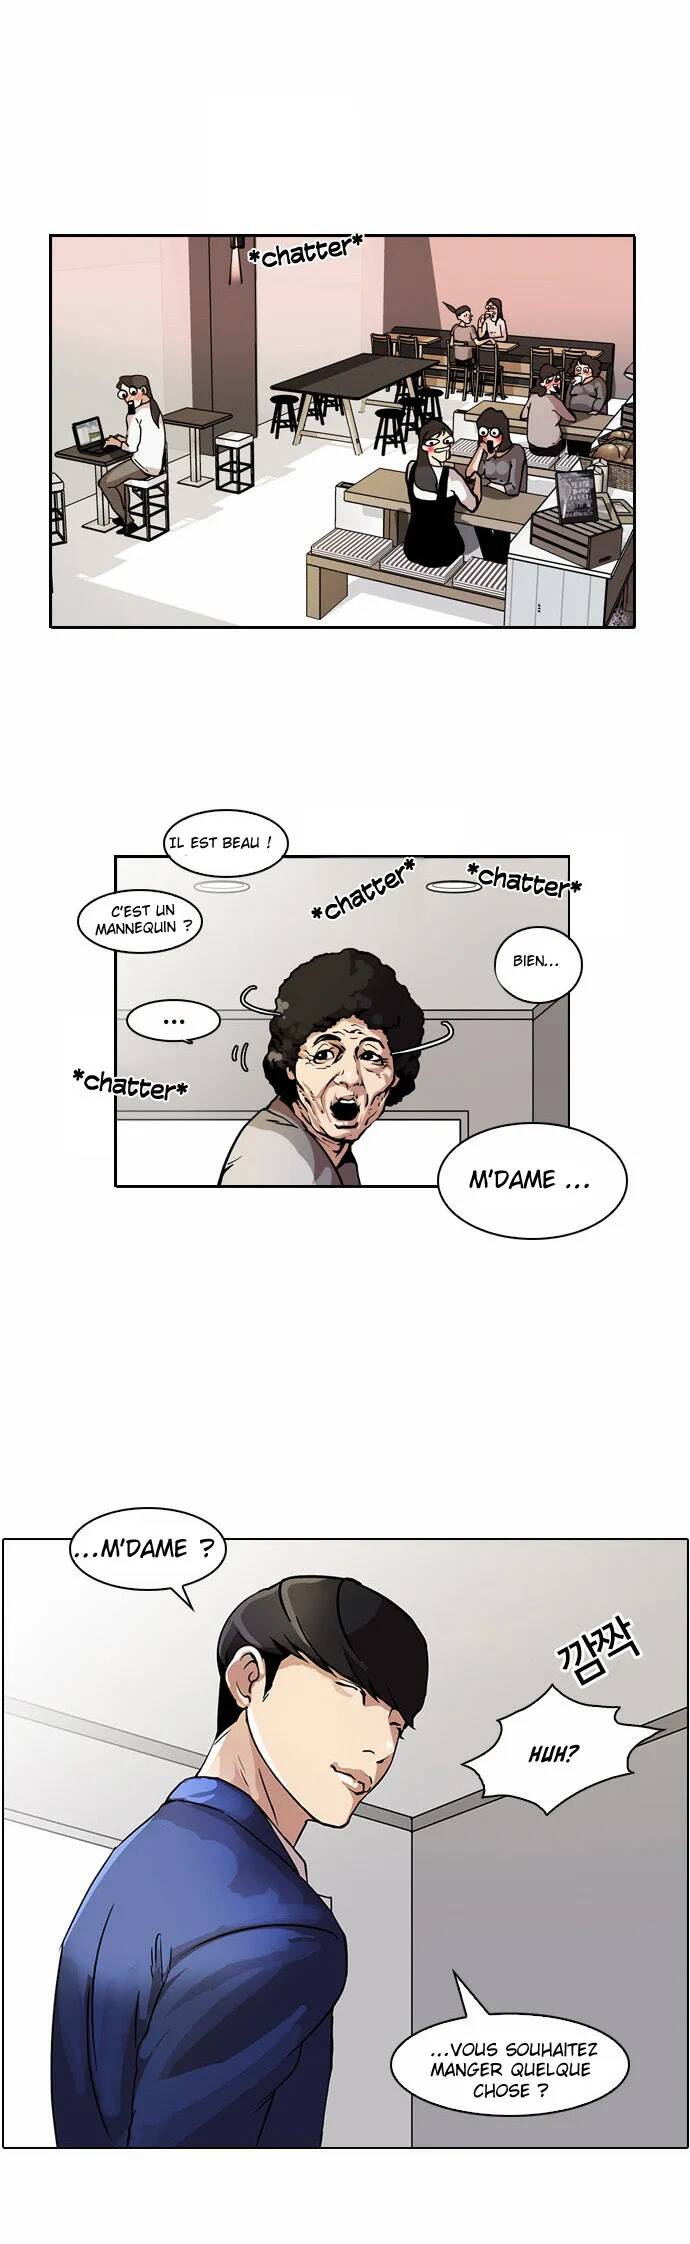 *chatter*
IL EST BEAU !
*chatter*
*chatter*
C'EST UN
MANNEQUIN ?
BIEN...
...
*chatter*
M'DAME ...
...M'DAME ?
깜짝
HUH?
...VOUS SOUHAITEZ
MANGER QUELQUE
CHOSE ?